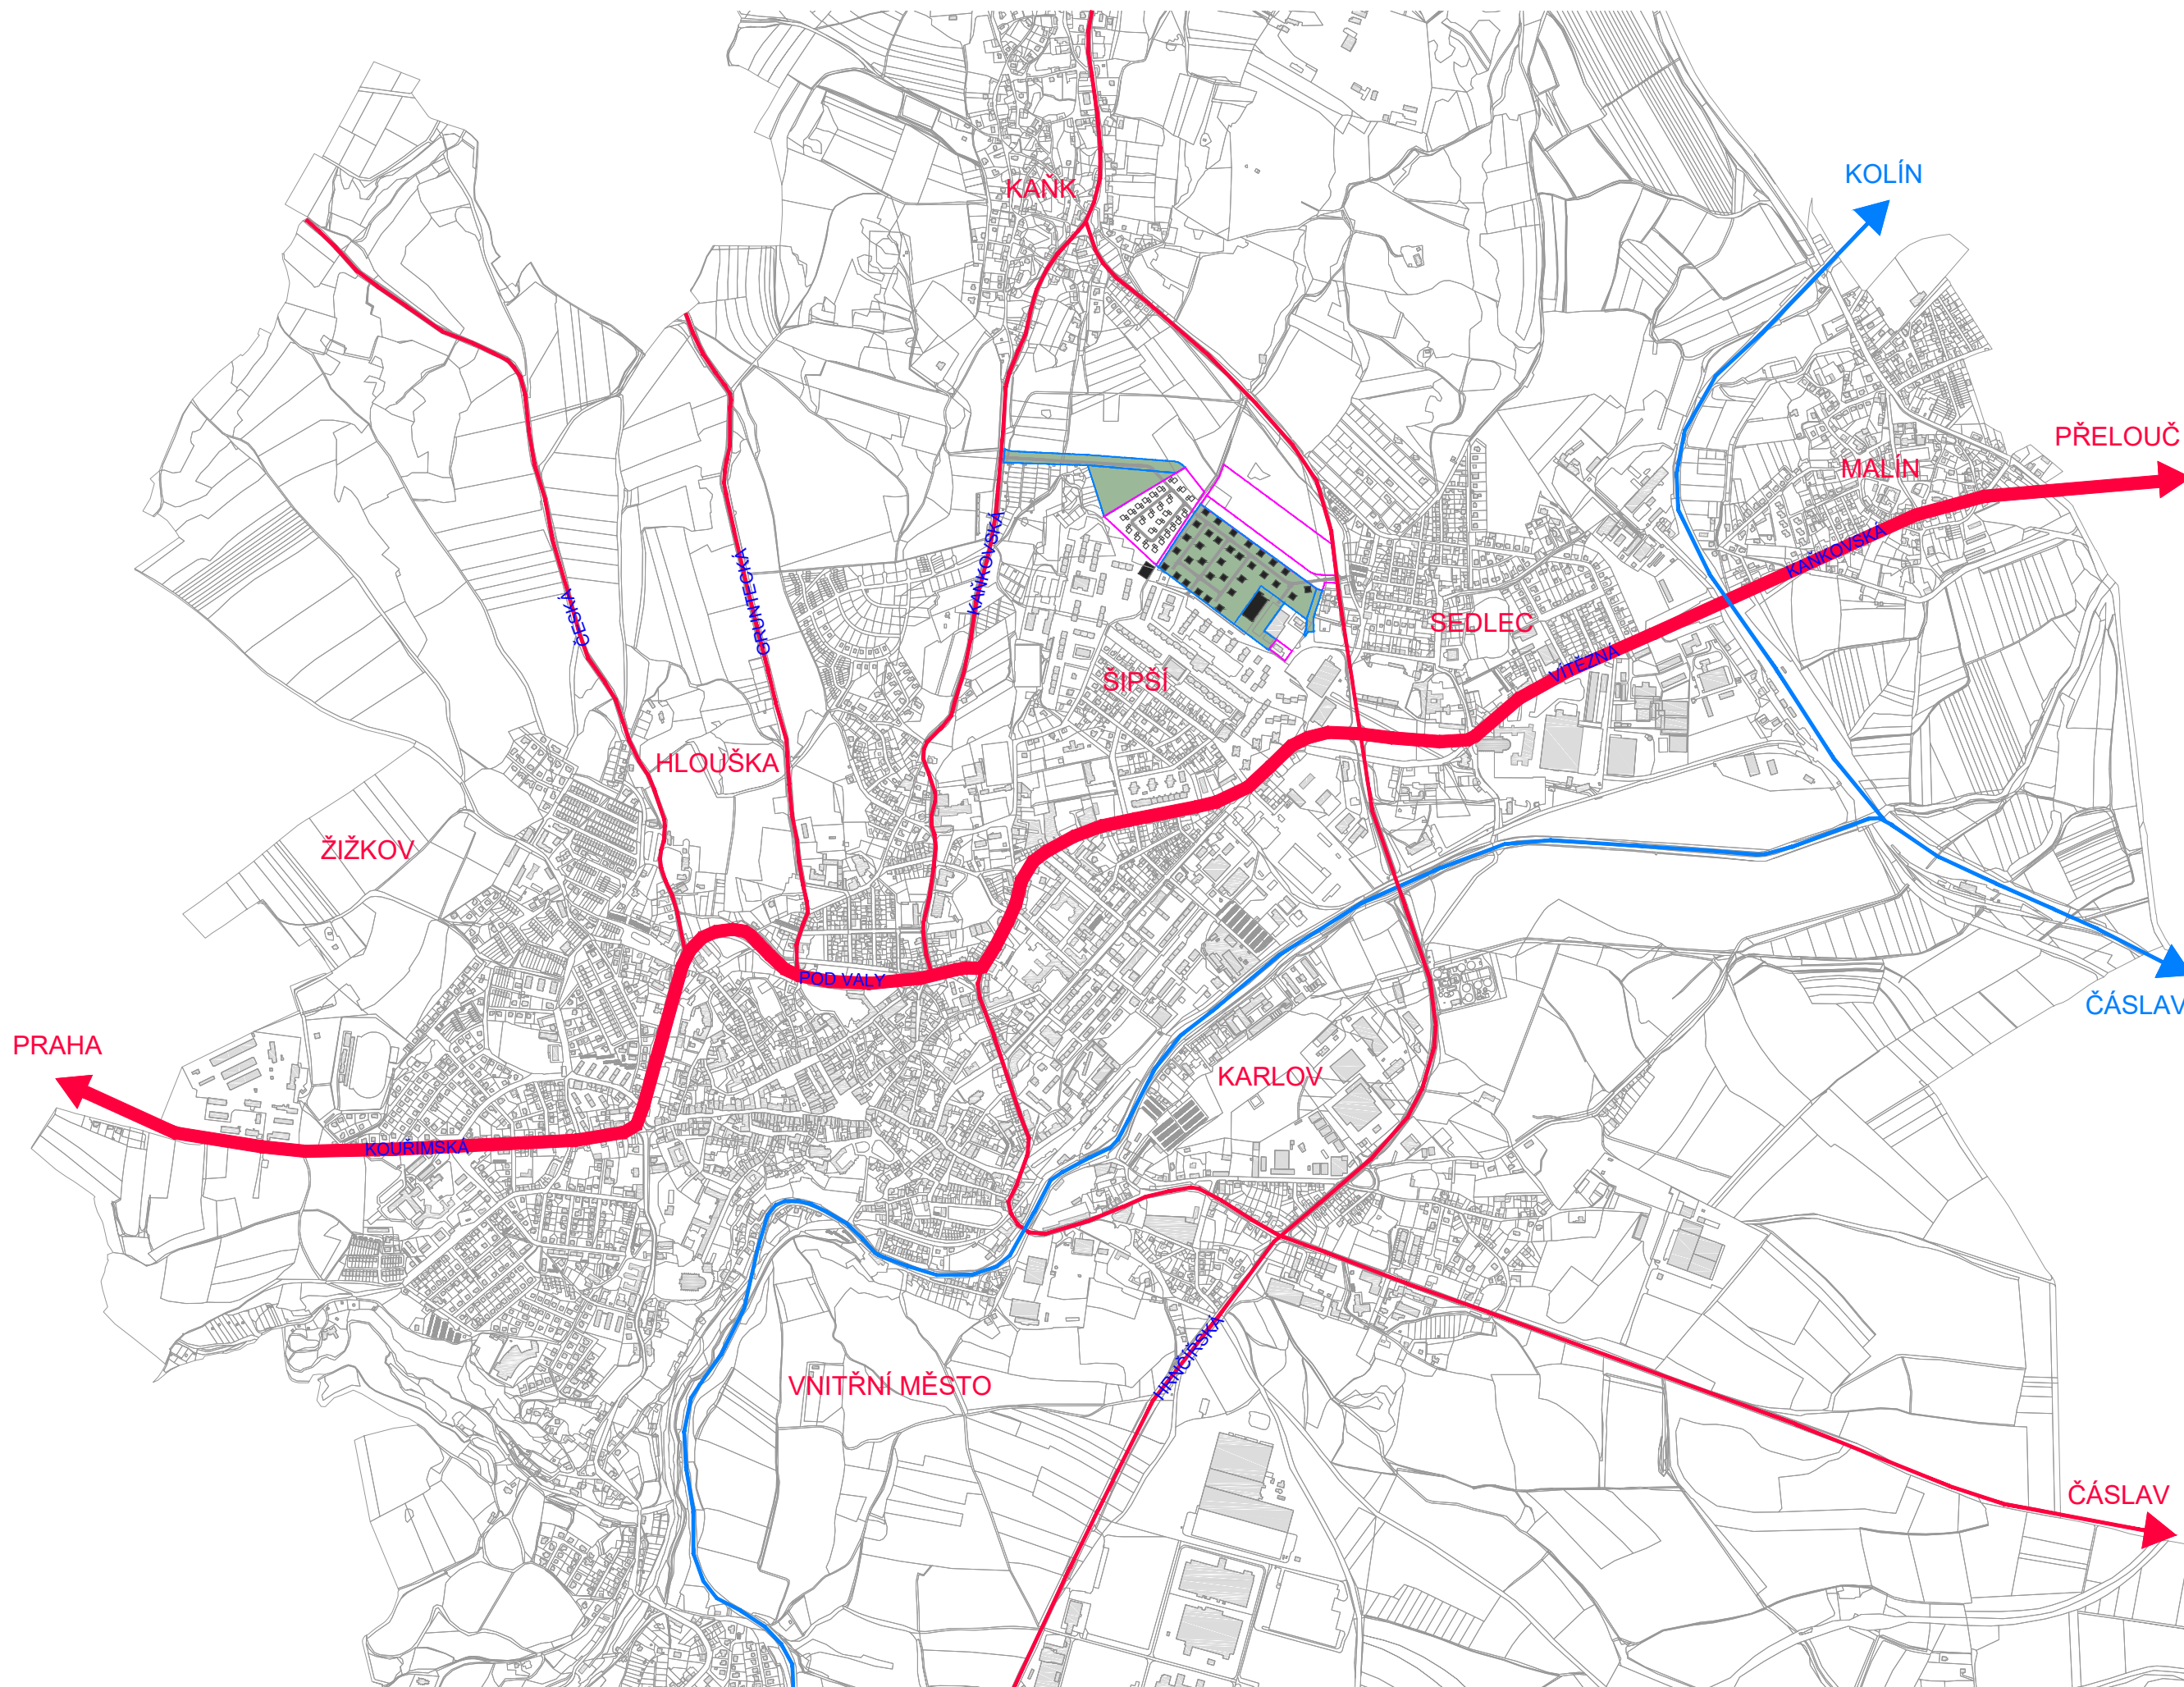 KAŇK
KOLÍN
PŘELOUČ
MALÍN
KAŇKOVSKÁ
KAŇKOVSKÁ
GRUNTECKÁ
ČESKÁ
SEDLEC
VÍTĚZNÁ
ŠIPŠÍ
HLOUŠKA
ŽIŽKOV
POD VALY
ČÁSLAV
PRAHA
KARLOV
KOUŘIMSKÁ
HRNČÍŘSKÁ
VNITŘNÍ MĚSTO
ČÁSLAV